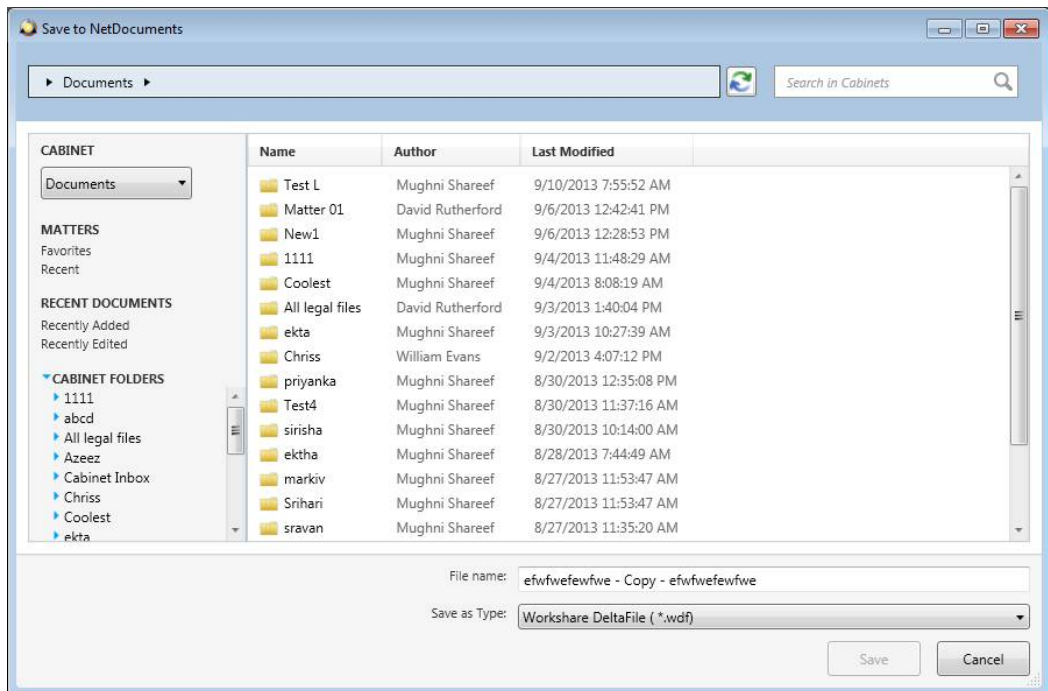 Save to NetDocuments
Documents
Search in Cabinets
CABINET
Documents
MATTERS
Favorites
Recent
RECENT DOCUMENTS
Recently Added
Recently Edited
CABINET FOLDERS
1111
abcd
All legal files
Azeez
Cabinet Inbox
Chriss
Coolest
ekta
Name Author Last Modified
Test L Mughni Shareef 9/10/2013 7:55:52 AM
Matter 01 David Rutherford 9/6/2013 12:42:41 PM
New1 Mughni Shareef 9/6/2013 12:28:53 PM
1111 Mughni Shareef 9/4/2013 11:48:29 AM
Coolest Mughni Shareef 9/4/2013 8:08:19 AM
All legal files David Rutherford 9/3/2013 1:40:04 PM
ekta Mughni Shareef 9/3/2013 10:27:39 AM
Chriss William Evans 9/2/2013 4:07:12 PM
priyanka Mughni Shareef 8/30/2013 12:35:08 PM
Test4 Mughni Shareef 8/30/2013 11:37:16 AM
sirisha Mughni Shareef 8/30/2013 10:14:00 AM
ektha Mughni Shareef 8/28/2013 7:44:49 AM
markiv Mughni Shareef 8/27/2013 11:53:47 AM
Srihari Mughni Shareef 8/27/2013 11:53:47 AM
sravan Mughni Shareef 8/27/2013 11:35:20 AM
File name: efwfwefewfwe - Copy - efwfwefewfwe
Save as Type: Workshare DeltaFile ( *.wdf)
Save Cancel